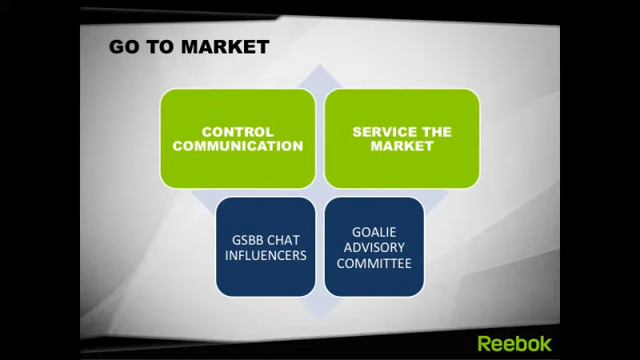 GO TO MARKET
CONTROL
COMMUNICATION
SERVICE THE
MARKET
GSBB CHAT
INFLUENCERS
GOALIE
ADVISORY
COMMITTEE
Reebok